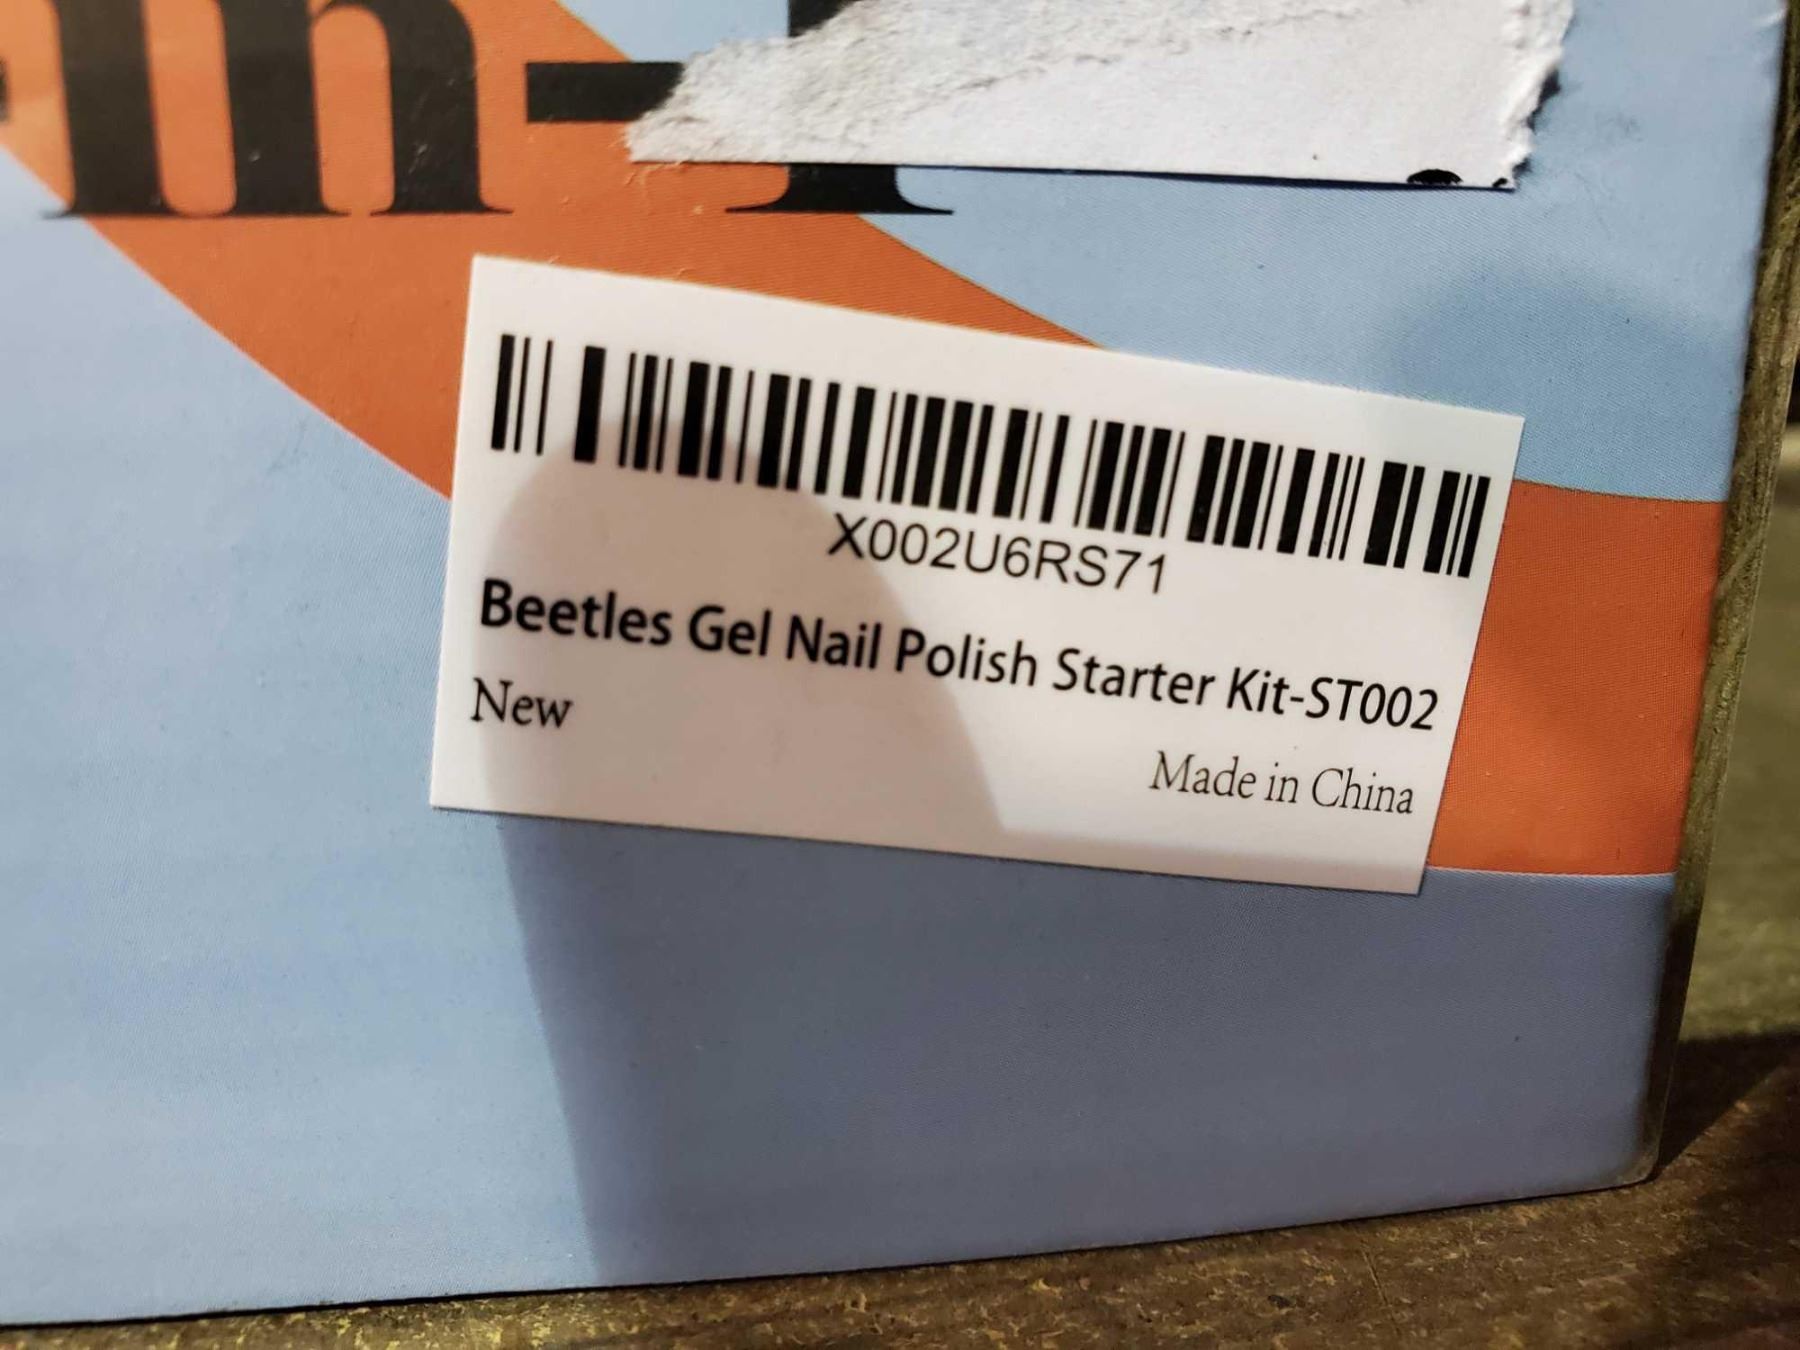 X002U6RS71
Beetles Gel Nail Polish Starter Kit-ST002
New
Made in China